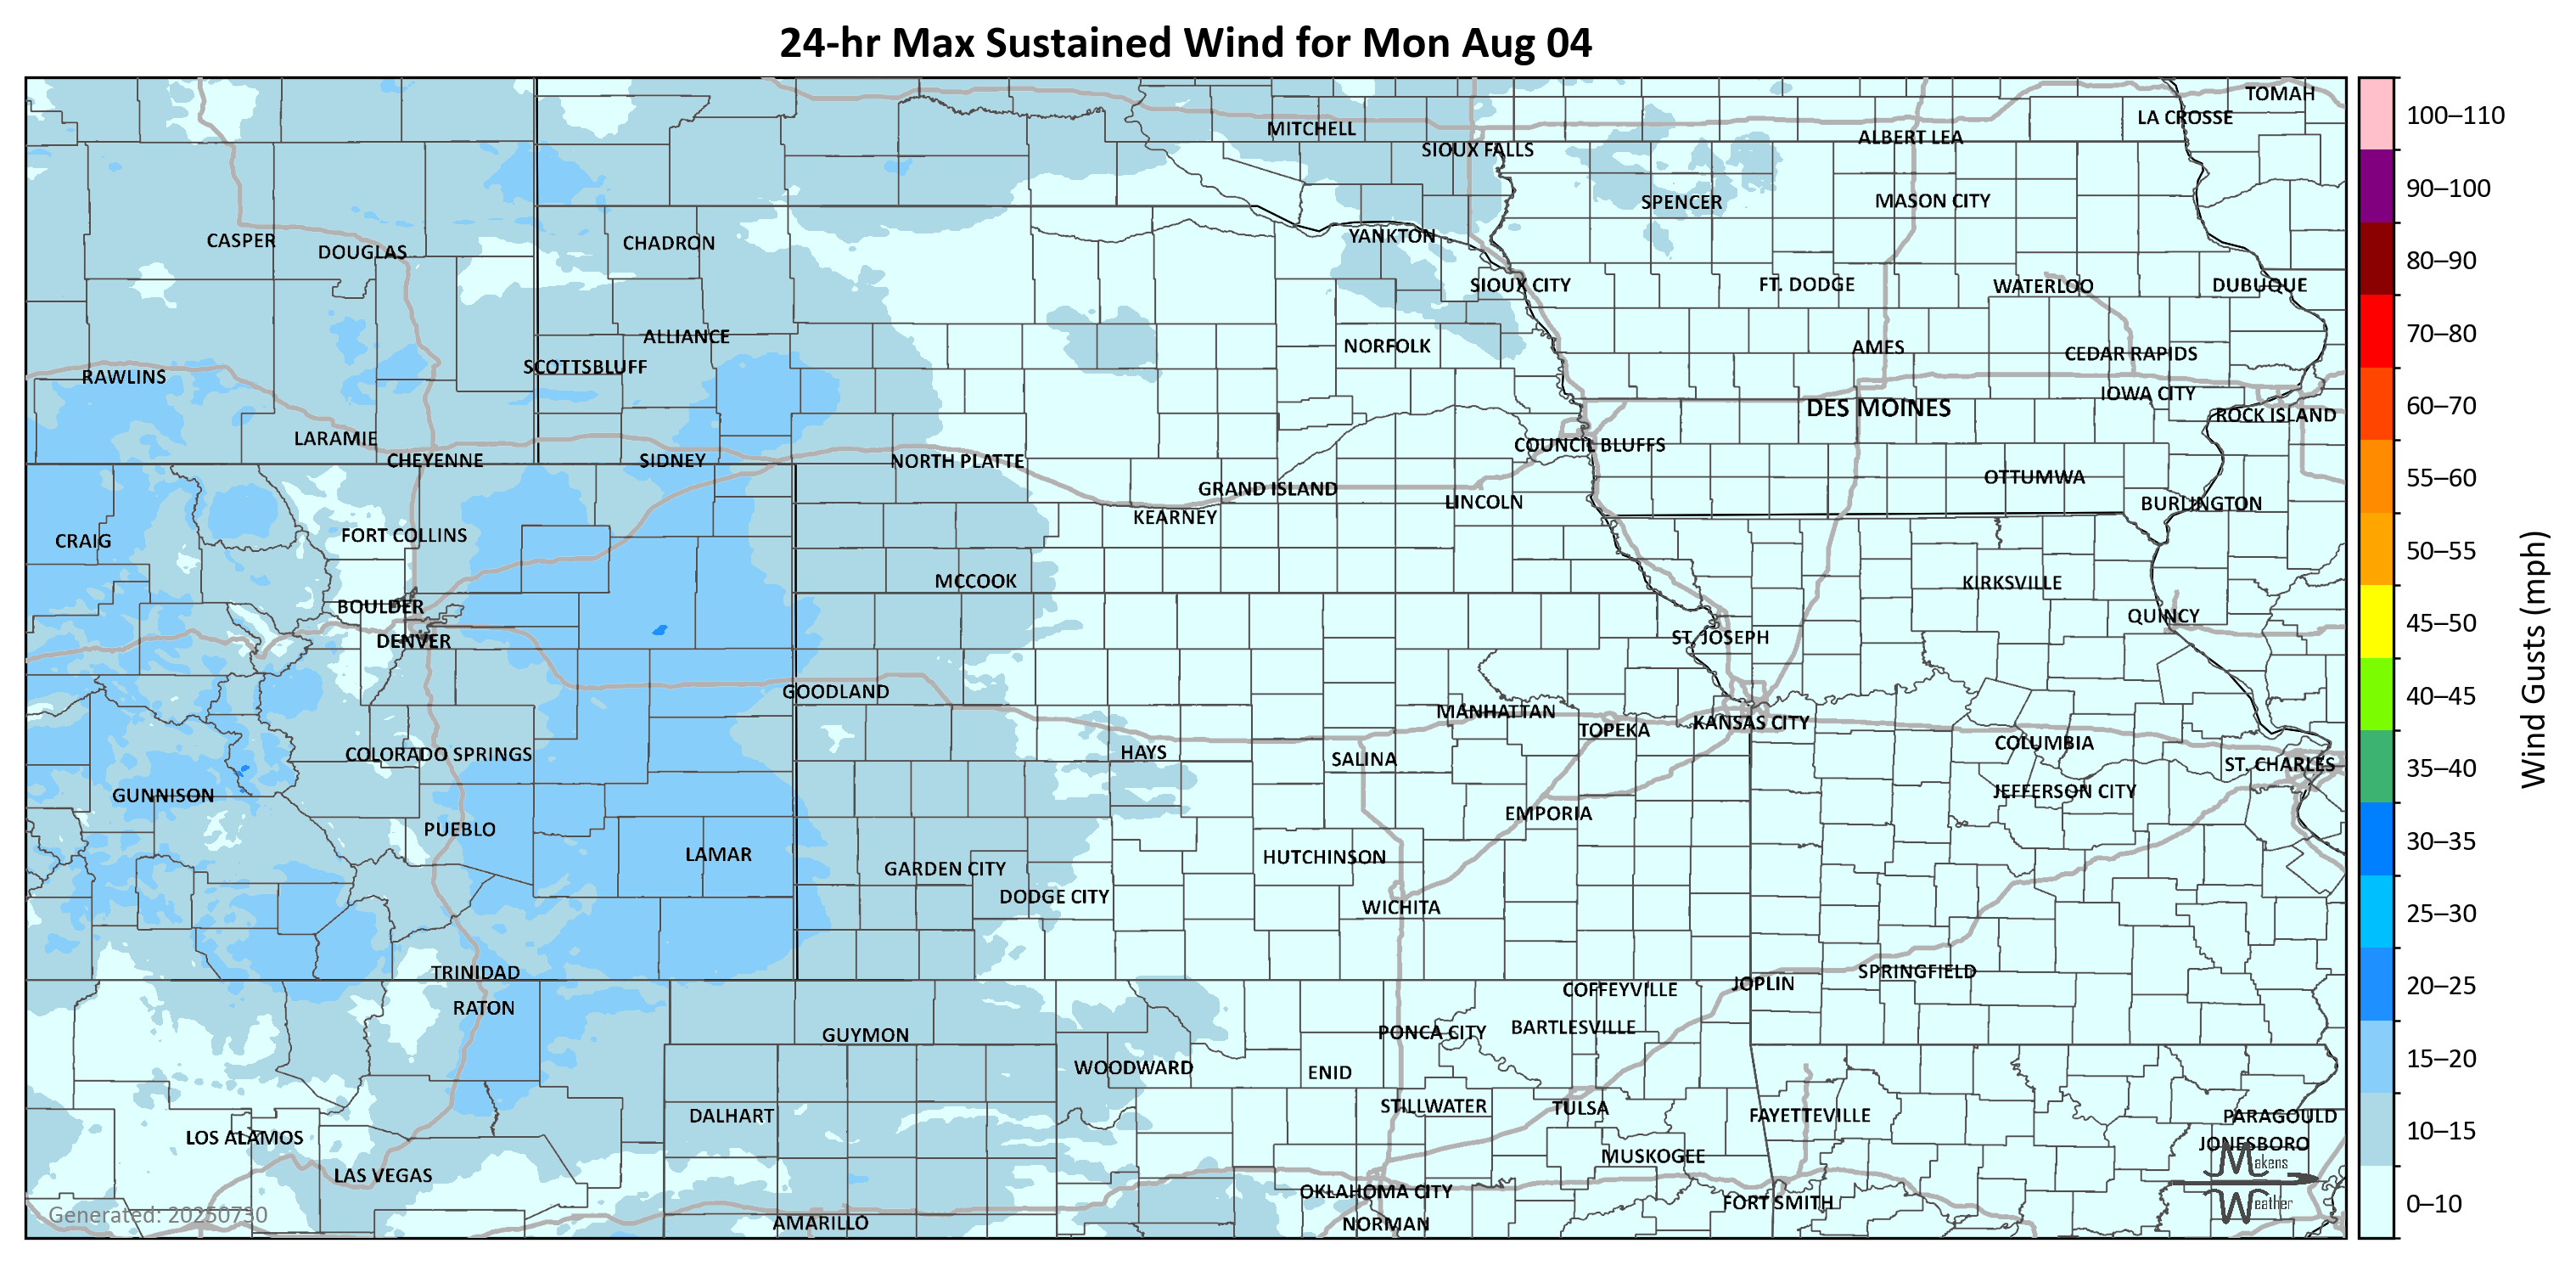 24-hr Max Sustained Wind for Mon Aug 04
TOMAH
LA CROSSE
MITCHELL
ALBERT LEA
SIOUX FALLS
SPENCER
MASON CITY
CASPER
DOUGLAS
CHADRON
YANKTON
SIOUX CITY
FT. DODGE
WATERLOO
DUBUQUE
ALLIANCE
NORFOLK
AMES
CEDAR RAPIDS
SCOTTSBLUFF
RAWLINS
IOWA CITY
DES MOINES
ROCK ISLAND
LARAMIE
COUNCIL BLUFFS
CHEYENNE
SIDNEY
NORTH PLATTE
OTTUMWA
GRAND ISLAND
LINCOLN
BURLINGTON
KEARNEY
CRAIG
FORT COLLINS
MCCOOK
KIRKSVILLE
BOULDER
QUINCY
DENVER
ST. JOSEPH
GOODLAND
MANHATTAN
TOPEKA
KANSAS CITY
COLUMBIA
COLORADO SPRINGS
HAYS
SALINA
ST. CHARLES
GUNNISON
JEFFERSON CITY
EMPORIA
PUEBLO
LAMAR
HUTCHINSON
GARDEN CITY
DODGE CITY
WICHITA
TRINIDAD
SPRINGFIELD
JOPLIN
COFFEYVILLE
RATON
GUYMON
PONCA CITY
BARTLESVILLE
WOODWARD
ENID
STILLWATER
TULSA
DALHART
FAYETTEVILLE
PARAGOULD
LOS ALAMOS
JONESBORO
MUSKOGEE
LAS VEGAS
OKLAHOMA CITY
FORT SMITH
AMARILLO
NORMAN
Generated: 20250730
Makens
Weather
100–110
90–100
80–90
70–80
60–70
55–60
50–55
45–50
40–45
35–40
30–35
25–30
20–25
15–20
10–15
0–10
Wind Gusts (mph)